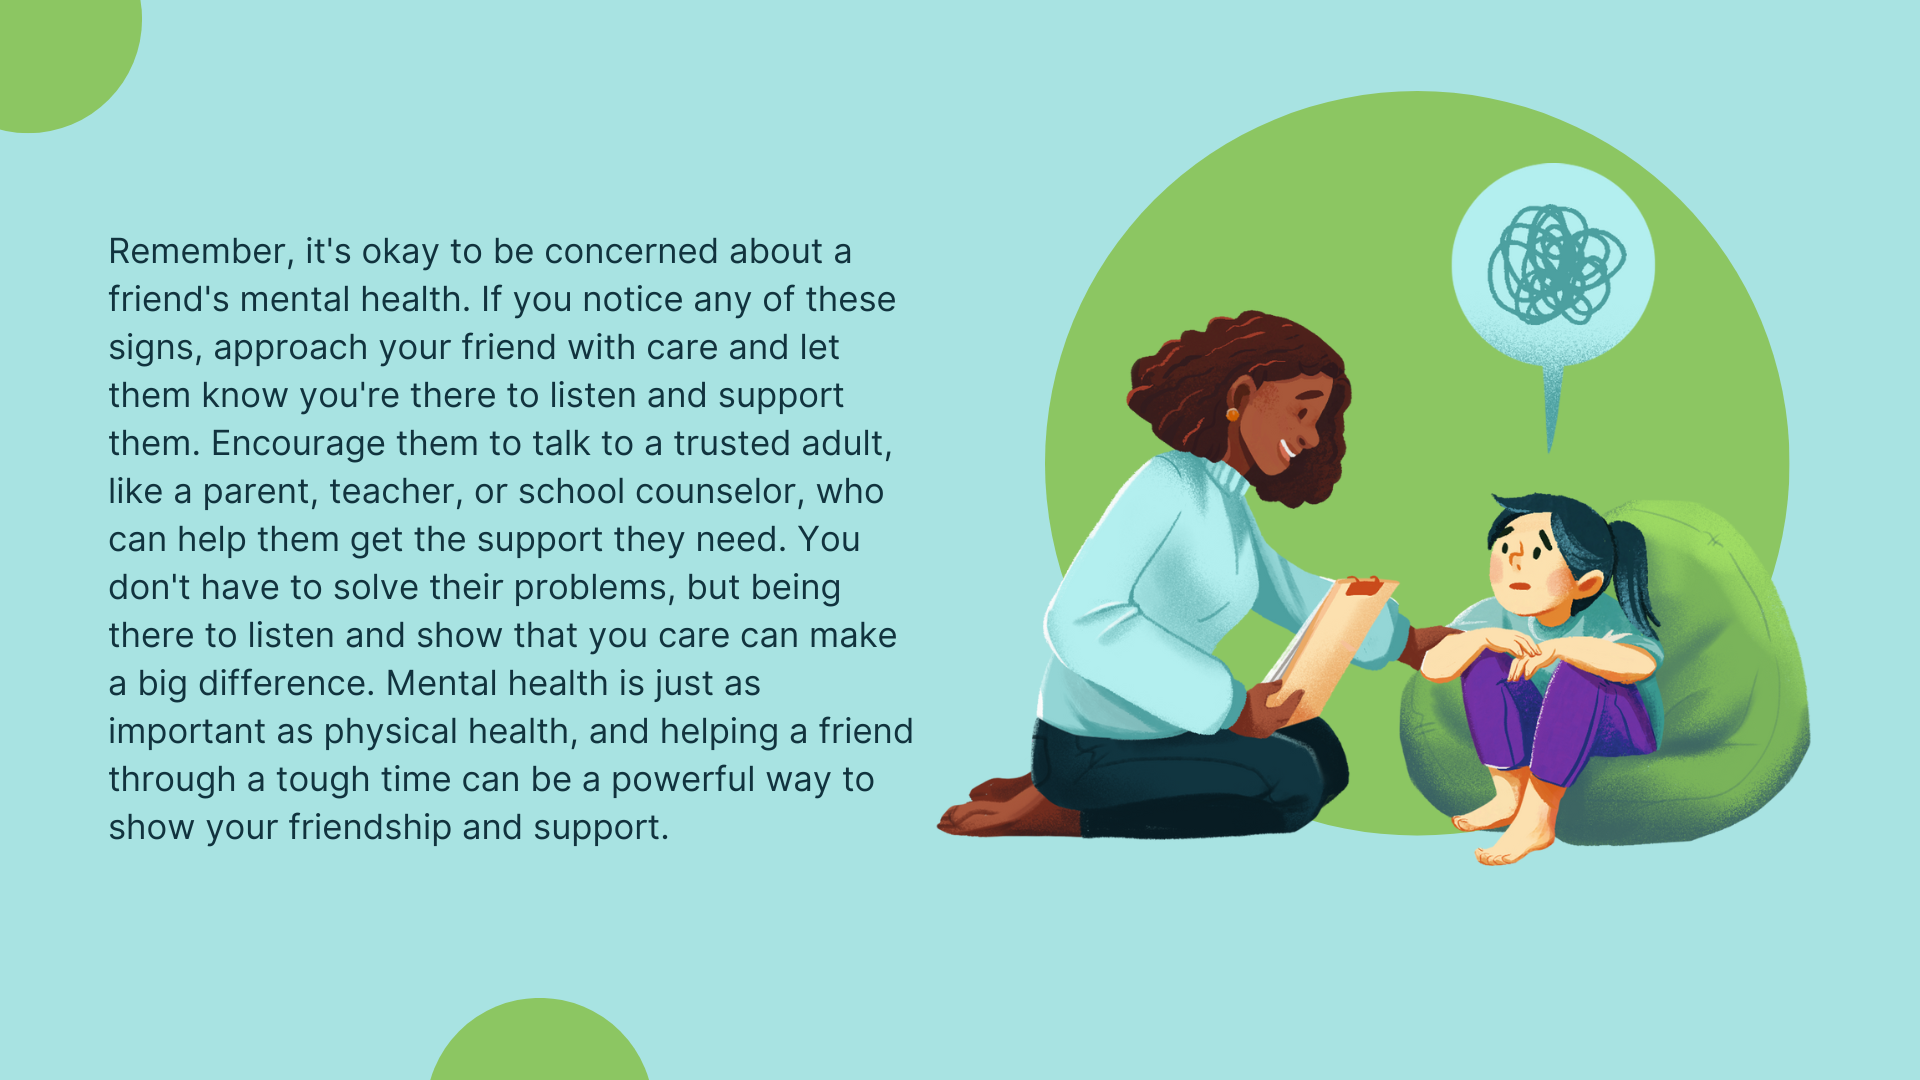 Remember, it's okay to be concerned about a
friend's mental health. If you notice any of these
signs, approach your friend with care and let
them know you're there to listen and support
them. Encourage them to talk to a trusted adult,
like a parent, teacher, or school counselor, who
can help them get the support they need. You
don't have to solve their problems, but being
there to listen and show that you care can make
a big difference. Mental health is just as
important as physical health, and helping a friend
through a tough time can be a powerful way to
show your friendship and support.